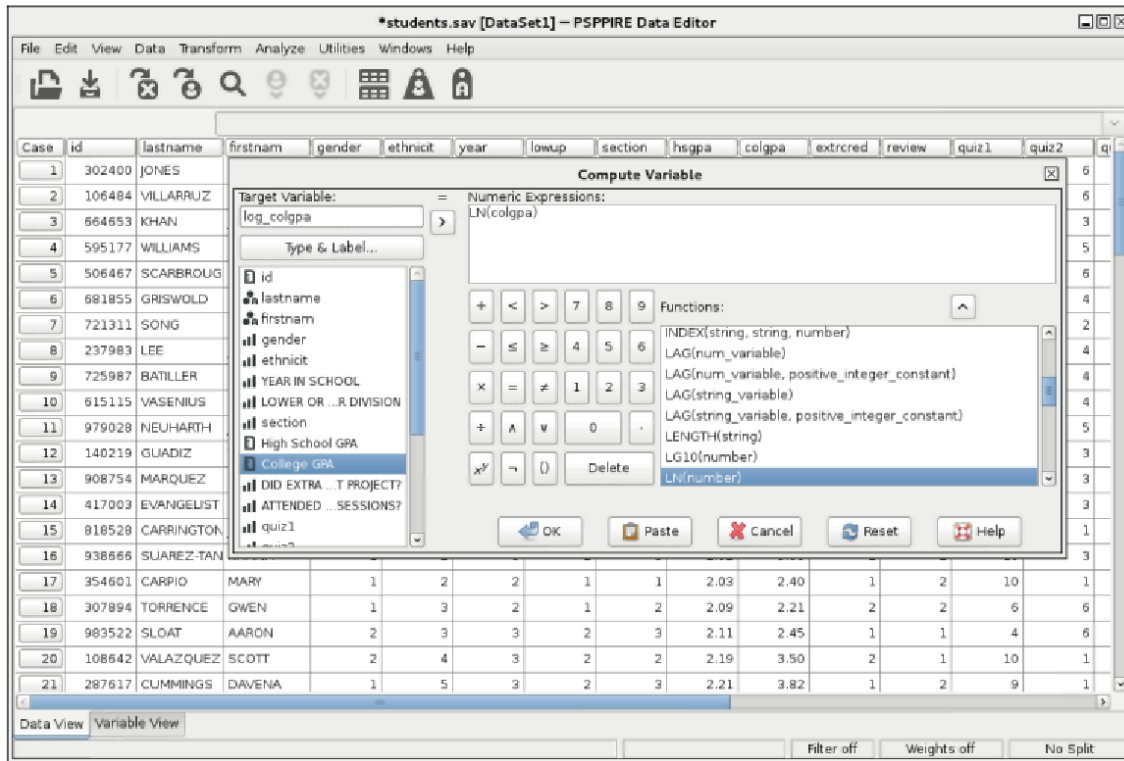 *students.sav [DataSet1] — PSPPIRE Data Editor
File Edit View Data Transform Analyze Utilities Windows Help
Case id lastname firstnam gender ethnicit year lowup section hsgpa colgpa extrcred review quiz1 quiz2
Compute Variable
Target Variable: = Numeric Expressions:
log_colgpa LN(colgpa)
Type & Label...
id
lastname
firstnam
gender
ethnicit
YEAR IN SCHOOL
LOWER OR ...R DIVISION
section
High School GPA
College GPA
DID EXTRA ...T PROJECT?
ATTENDED ...SESSIONS?
quiz1
quiz2
+ < > 7 8 9
− ≤ ≥ 4 5 6
× = ≠ 1 2 3
÷ ∧ ∨ 0 ·
xʸ ¬ () Delete
Functions:
INDEX(string, string, number)
LAG(num_variable)
LAG(num_variable, positive_integer_constant)
LAG(string_variable)
LAG(string_variable, positive_integer_constant)
LENGTH(string)
LG10(number)
LN(number)
OK Paste Cancel Reset Help
1 302400 JONES 6
2 106484 VILLARRUZ 6
3 664653 KHAN 3
4 595177 WILLIAMS 5
5 506467 SCARBROUG 6
6 681855 GRISWOLD 4
7 721311 SONG 2
8 237983 LEE 4
9 725987 BATILLER 4
10 615115 VASENIUS 4
11 979028 NEUHARTH 5
12 140219 GUADIZ 3
13 908754 MARQUEZ 3
14 417003 EVANGELIST 3
15 818528 CARRINGTON 1
16 938666 SUAREZ-TAN 3
17 354601 CARPIO MARY 1 2 2 1 1 2.03 2.40 1 2 10 1
18 307894 TORRENCE GWEN 1 3 2 1 2 2.09 2.21 2 2 6 6
19 983522 SLOAT AARON 2 3 3 2 3 2.11 2.45 1 1 4 6
20 108642 VALAZQUEZ SCOTT 2 4 3 2 2 2.19 3.50 2 1 10 1
21 287617 CUMMINGS DAVENA 1 5 3 2 3 2.21 3.82 1 2 9 1
Data View Variable View
Filter off Weights off No Split